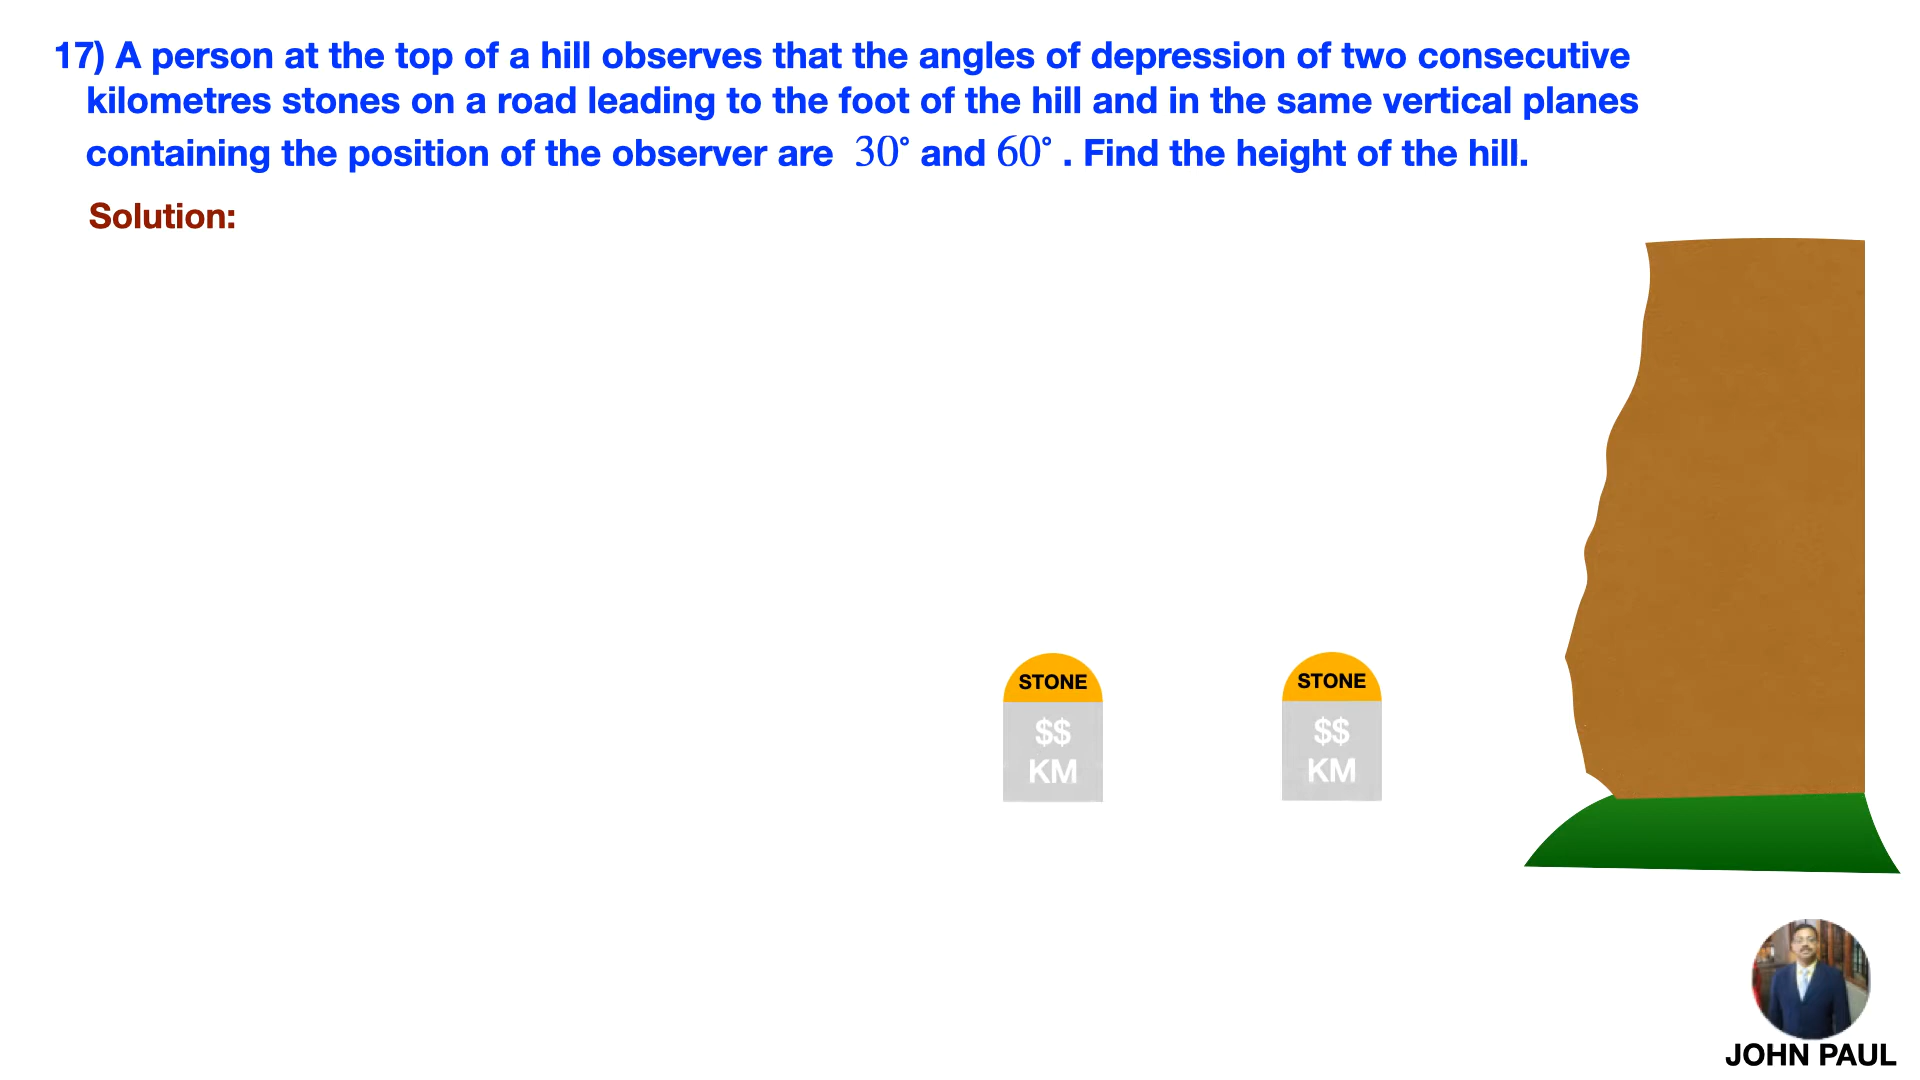 17) A person at the top of a hill observes that the angles of depression of two consecutive
kilometres stones on a road leading to the foot of the hill and in the same vertical planes
containing the position of the observer are 30° and 60° . Find the height of the hill.
Solution:
STONE
$$
KM
STONE
$$
KM
JOHN PAUL